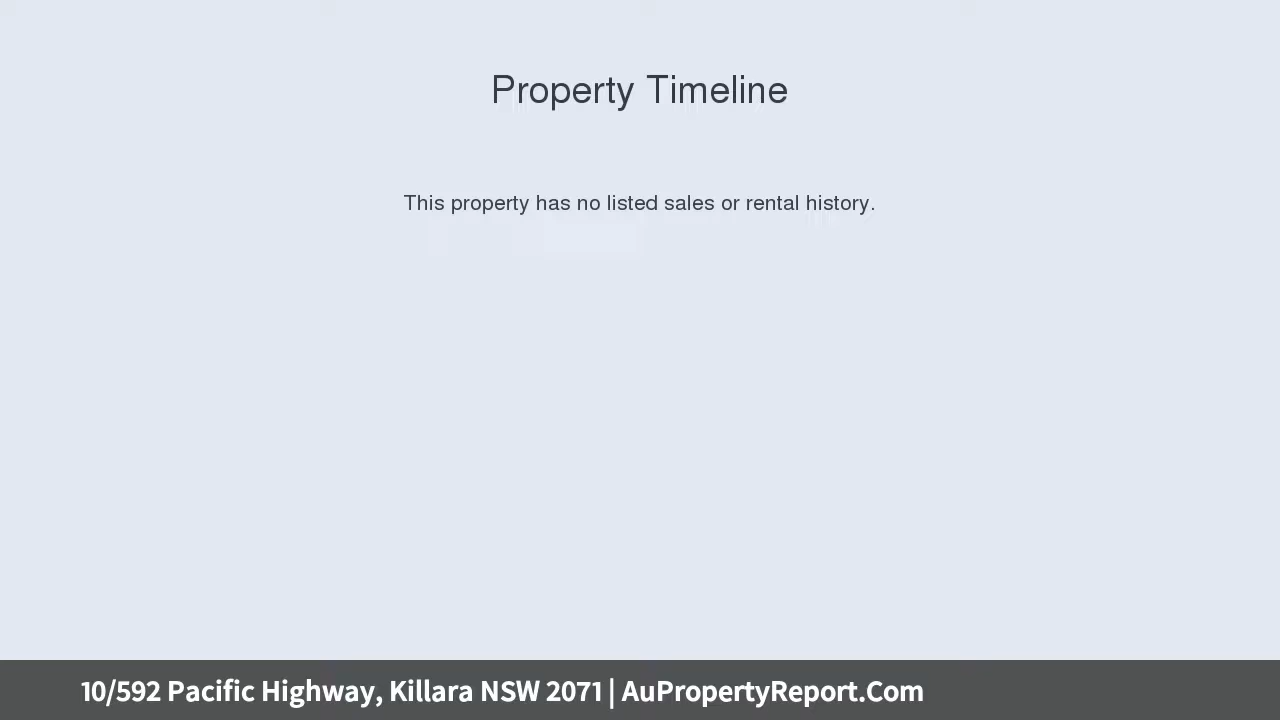 Property Timeline
This property has no listed sales or rental history.
10/592 Pacific Highway, Killara NSW 2071 | AuPropertyReport.Com